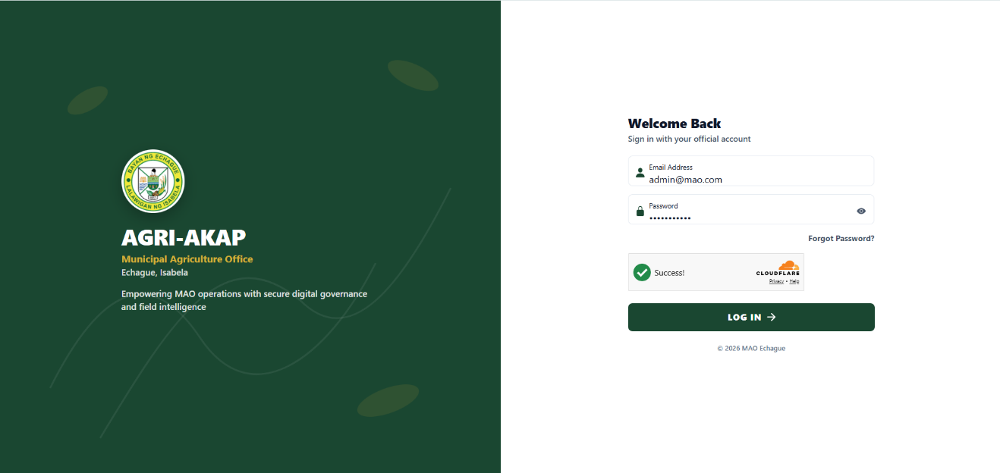 BAYAN NG ECHAGUE
LALAWIGAN NG ISABELA
AGRI-AKAP
Municipal Agriculture Office
Echague, Isabela
Empowering MAO operations with secure digital governance
and field intelligence
Welcome Back
Sign in with your official account
Email Address
admin@mao.com
Password
•••••••••••
Forgot Password?
Success!
CLOUDFLARE
Privacy • Help
LOG IN →
© 2026 MAO Echague